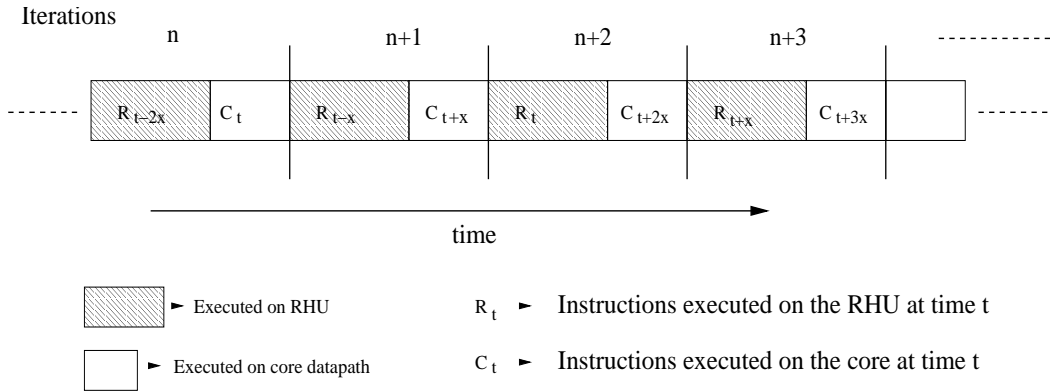 Iterations
n n+1 n+2 n+3
R t−2x C t R t−x C t+x R t C t+2x R t+x C t+3x
time
Executed on RHU R t Instructions executed on the RHU at time t
Executed on core datapath C t Instructions executed on the core at time t